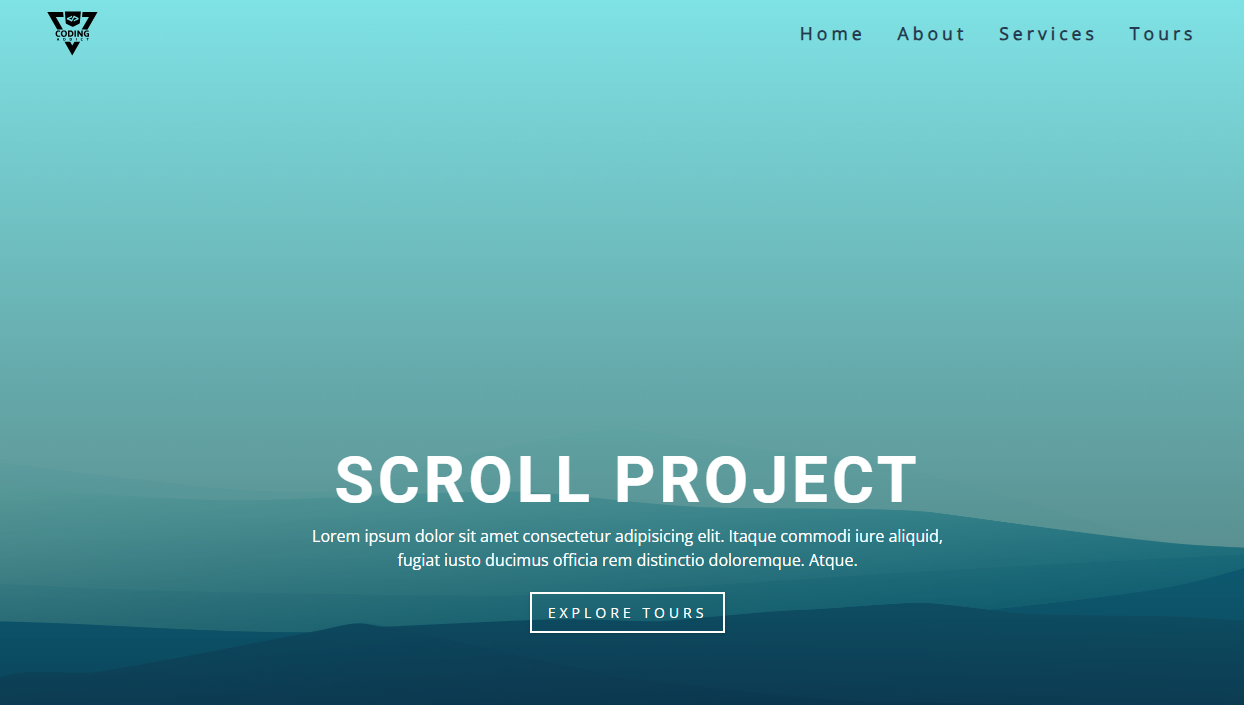 CODING
ADDICT
Home About Services Tours
SCROLL PROJECT
Lorem ipsum dolor sit amet consectetur adipisicing elit. Itaque commodi iure aliquid,
fugiat iusto ducimus officia rem distinctio doloremque. Atque.
EXPLORE TOURS